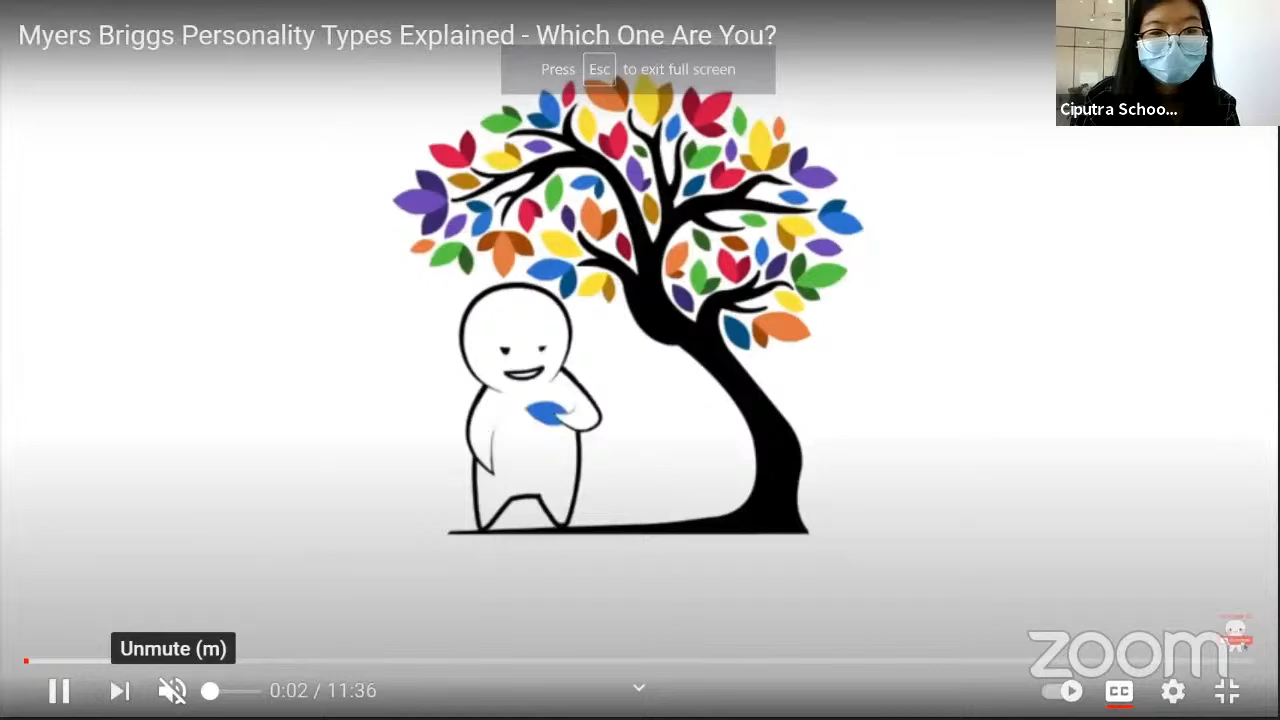 Myers Briggs Personality Types Explained - Which One Are You?
Press Esc to exit full screen
Ciputra Schoo...
Unmute (m)
0:02 / 11:36
CC
zoom